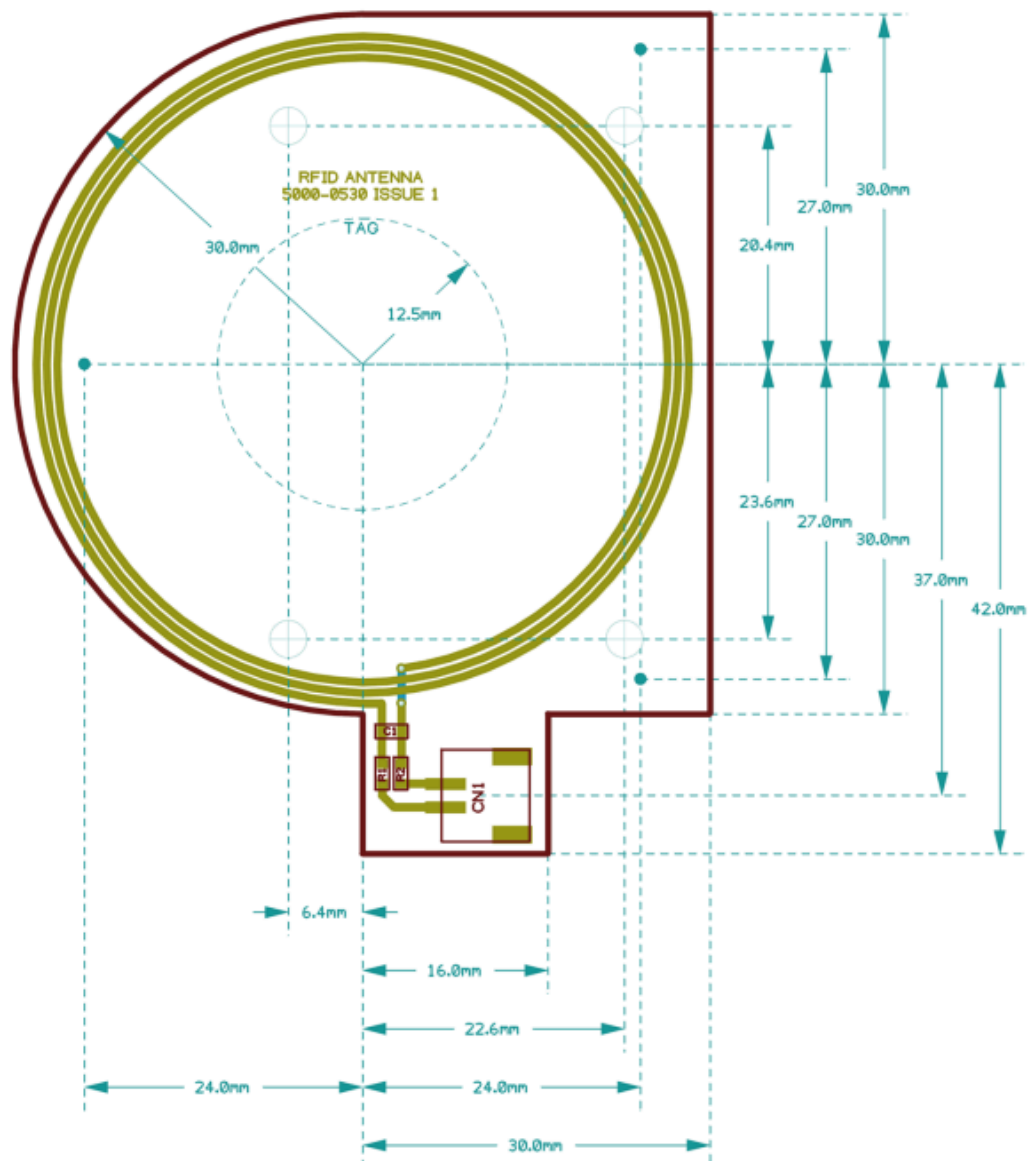 RFID ANTENNA
5000-0530 ISSUE 1
TAG
30.0mm
12.5mm
20.4mm
27.0mm
30.0mm
23.6mm
27.0mm
30.0mm
37.0mm
42.0mm
C1
R1
R2
CN1
6.4mm
16.0mm
22.6mm
24.0mm
24.0mm
30.0mm